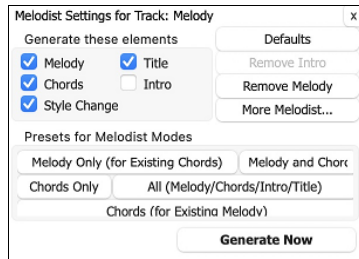 Melodist Settings for Track: Melody x
Generate these elements Defaults
Melody Title Remove Intro
Chords Intro Remove Melody
Style Change More Melodist...
Presets for Melodist Modes
Melody Only (for Existing Chords) Melody and Chord
Chords Only All (Melody/Chords/Intro/Title)
Chords (for Existing Melody)
Generate Now